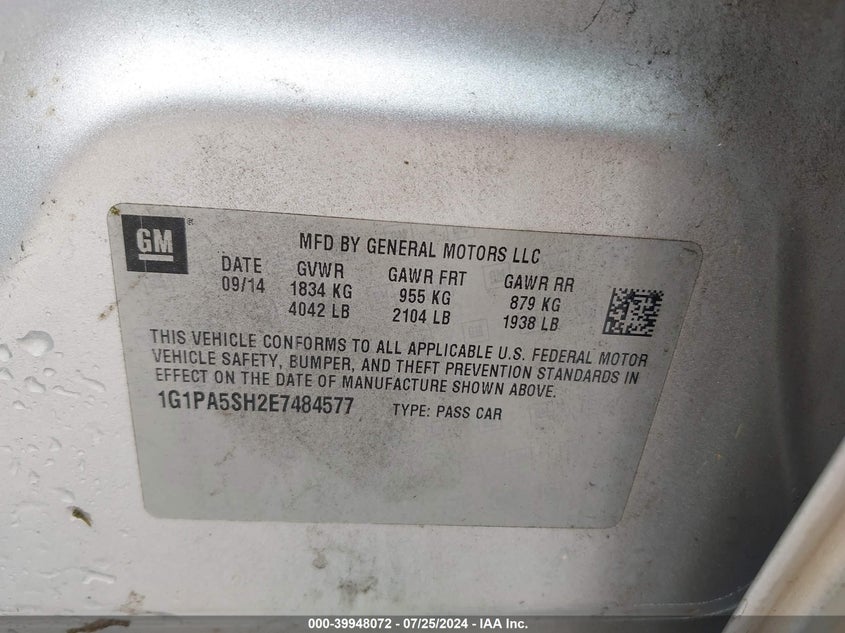 GM ®
MFD BY GENERAL MOTORS LLC
DATE GVWR GAWR FRT GAWR RR
09/14 1834 KG 955 KG 879 KG
4042 LB 2104 LB 1938 LB
THIS VEHICLE CONFORMS TO ALL APPLICABLE U.S. FEDERAL MOTOR
VEHICLE SAFETY, BUMPER, AND THEFT PREVENTION STANDARDS IN
EFFECT ON THE DATE OF MANUFACTURE SHOWN ABOVE.
1G1PA5SH2E7484577 TYPE: PASS CAR
000-39948072 - 07/25/2024 - IAA Inc.